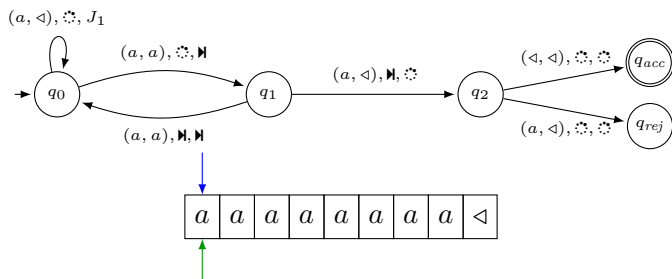 (a, ◁), ◌, J₁
(a, a), ◌, ⏯
(a, ◁), ⏯, ◌
(◁, ◁), ◌, ◌
q₀
q₁
q₂
q_acc
(a, a), ⏯, ⏯
(a, ◁), ◌, ◌
q_rej
a a a a a a a a ◁